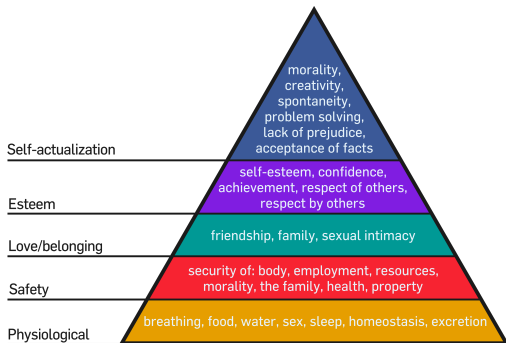 morality,
creativity,
spontaneity,
problem solving,
lack of prejudice,
acceptance of facts
Self-actualization
self-esteem, confidence,
achievement, respect of others,
respect by others
Esteem
friendship, family, sexual intimacy
Love/belonging
security of: body, employment, resources,
morality, the family, health, property
Safety
breathing, food, water, sex, sleep, homeostasis, excretion
Physiological